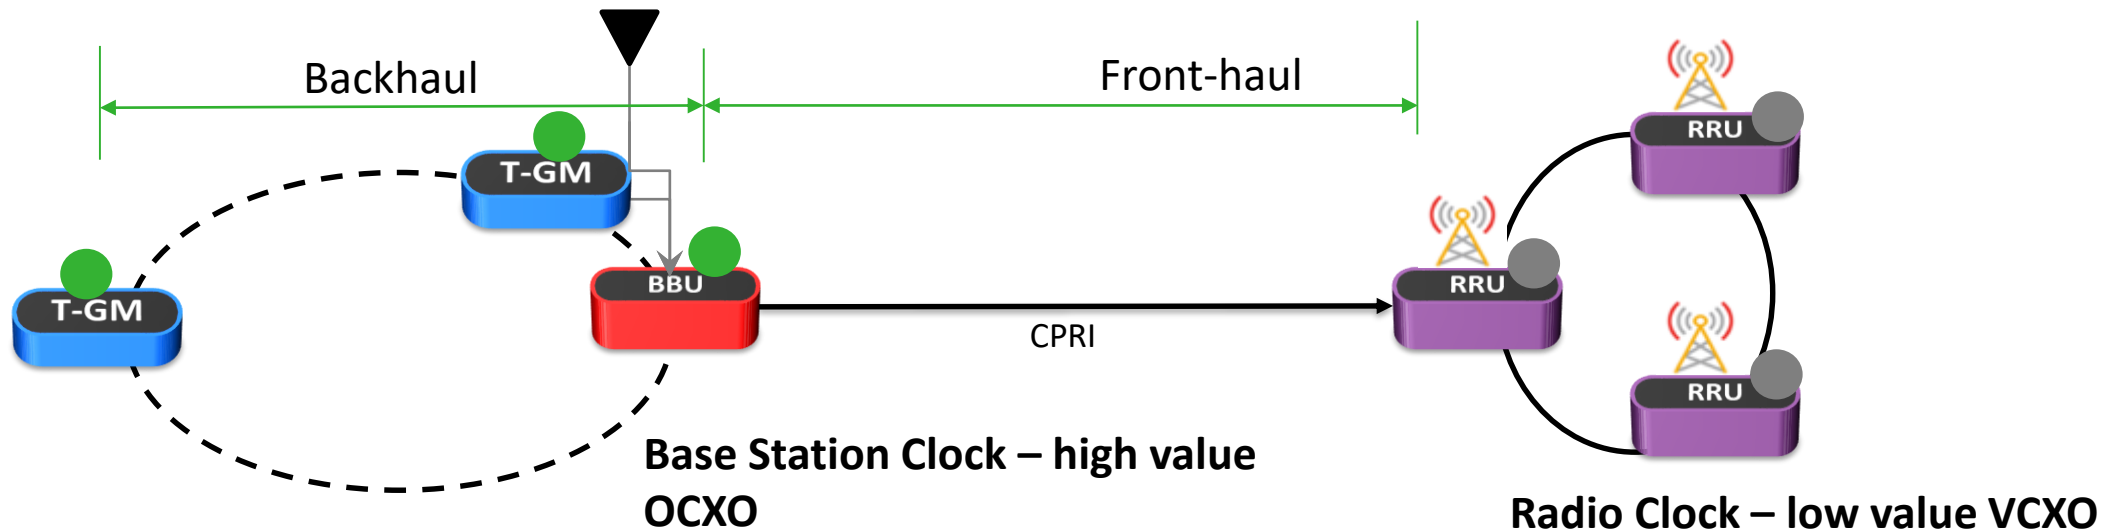 Backhaul
Front-haul
RRU
T-GM
T-GM
BBU
RRU
CPRI
RRU
Base Station Clock – high value
OCXO
Radio Clock – low value VCXO